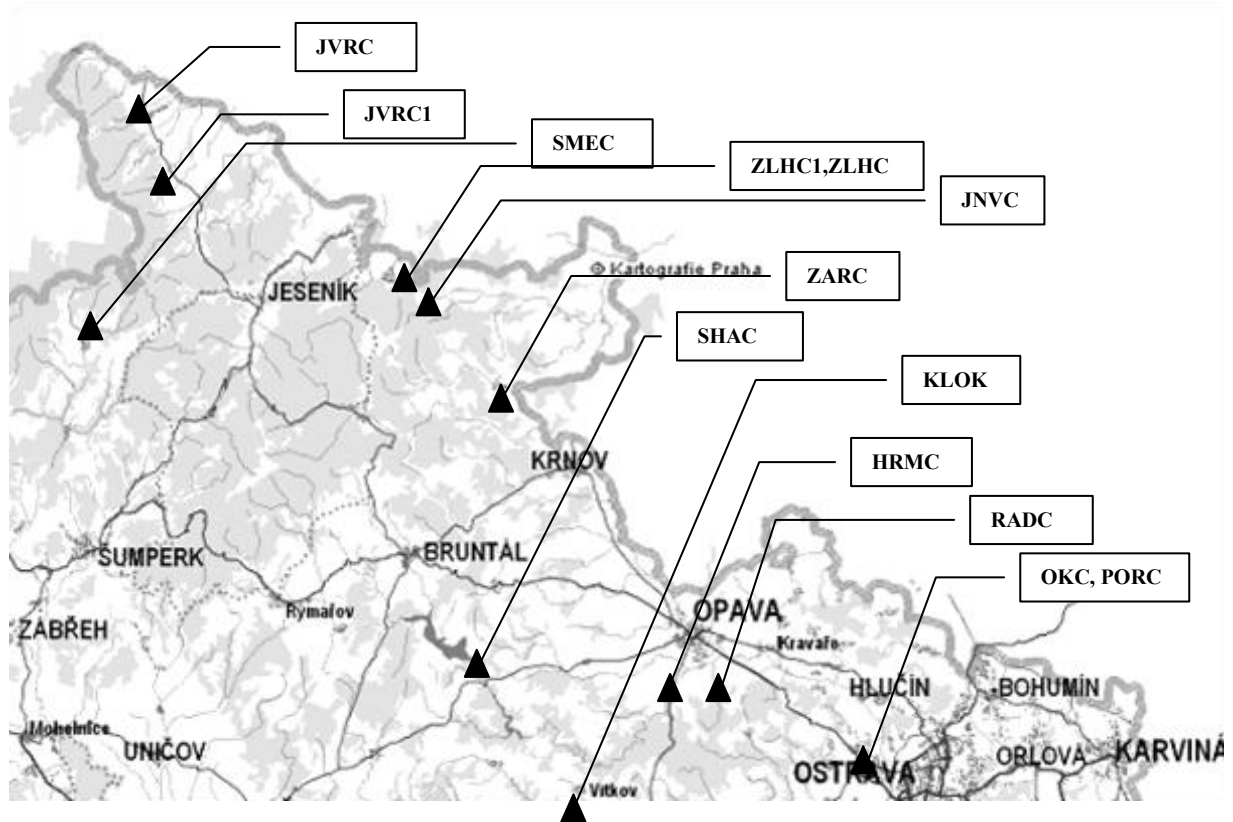 JVRC
JVRC1
SMEC
ZLHC1,ZLHC
JNVC
© Kartografie Praha
ZARC
JESENÍK
SHAC
KLOK
HRMC
KRNOV
RADC
ŠUMPERK
BRUNTÁL
OKC, PORC
Rýmařov
OPAVA
ZÁBŘEH
Kravaře
HLUČÍN
BOHUMÍN
Mohelnice
UNIČOV
ORLOVÁ
KARVINÁ
OSTRAVA
Vítkov